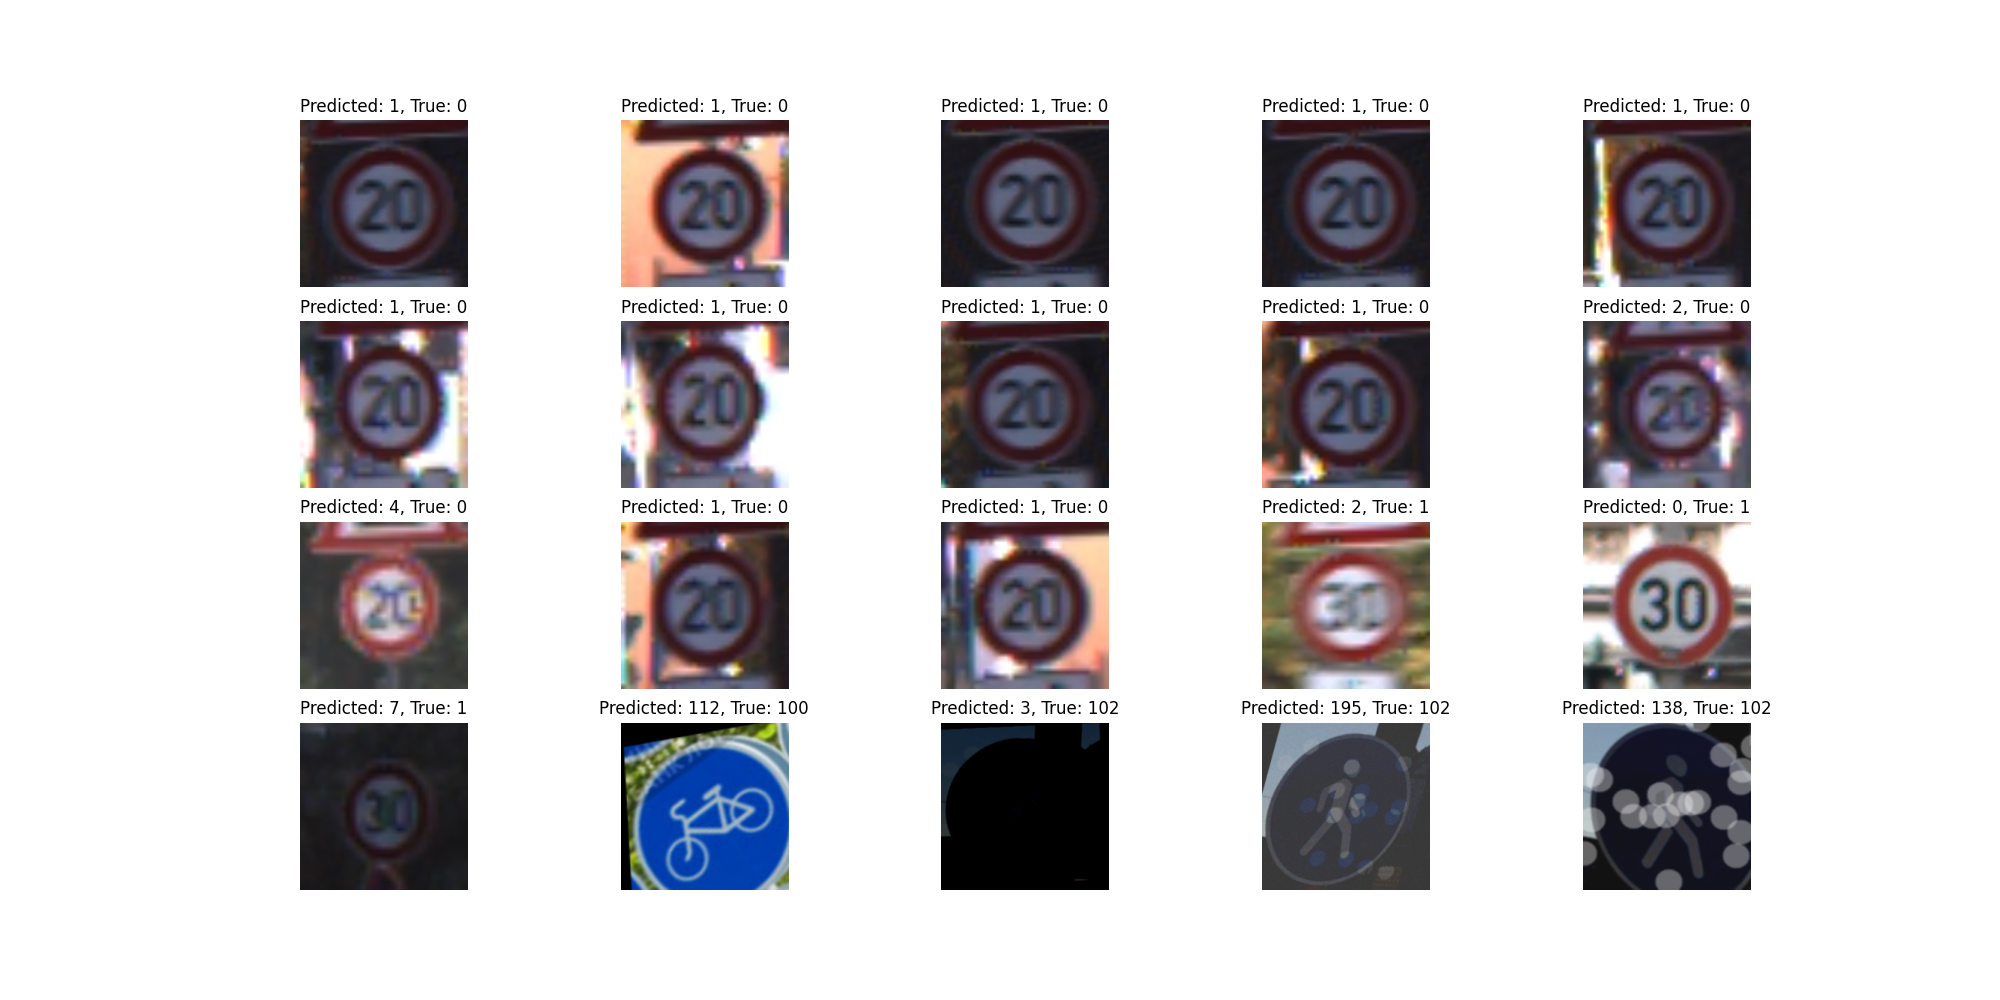 Predicted: 1, True: 0
Predicted: 1, True: 0
Predicted: 1, True: 0
Predicted: 1, True: 0
Predicted: 1, True: 0
20
20
20
20
20
Predicted: 1, True: 0
Predicted: 1, True: 0
Predicted: 1, True: 0
Predicted: 1, True: 0
Predicted: 2, True: 0
20
20
20
20
20
Predicted: 4, True: 0
Predicted: 1, True: 0
Predicted: 1, True: 0
Predicted: 2, True: 1
Predicted: 0, True: 1
20
20
20
30
30
Predicted: 7, True: 1
Predicted: 112, True: 100
Predicted: 3, True: 102
Predicted: 195, True: 102
Predicted: 138, True: 102
30